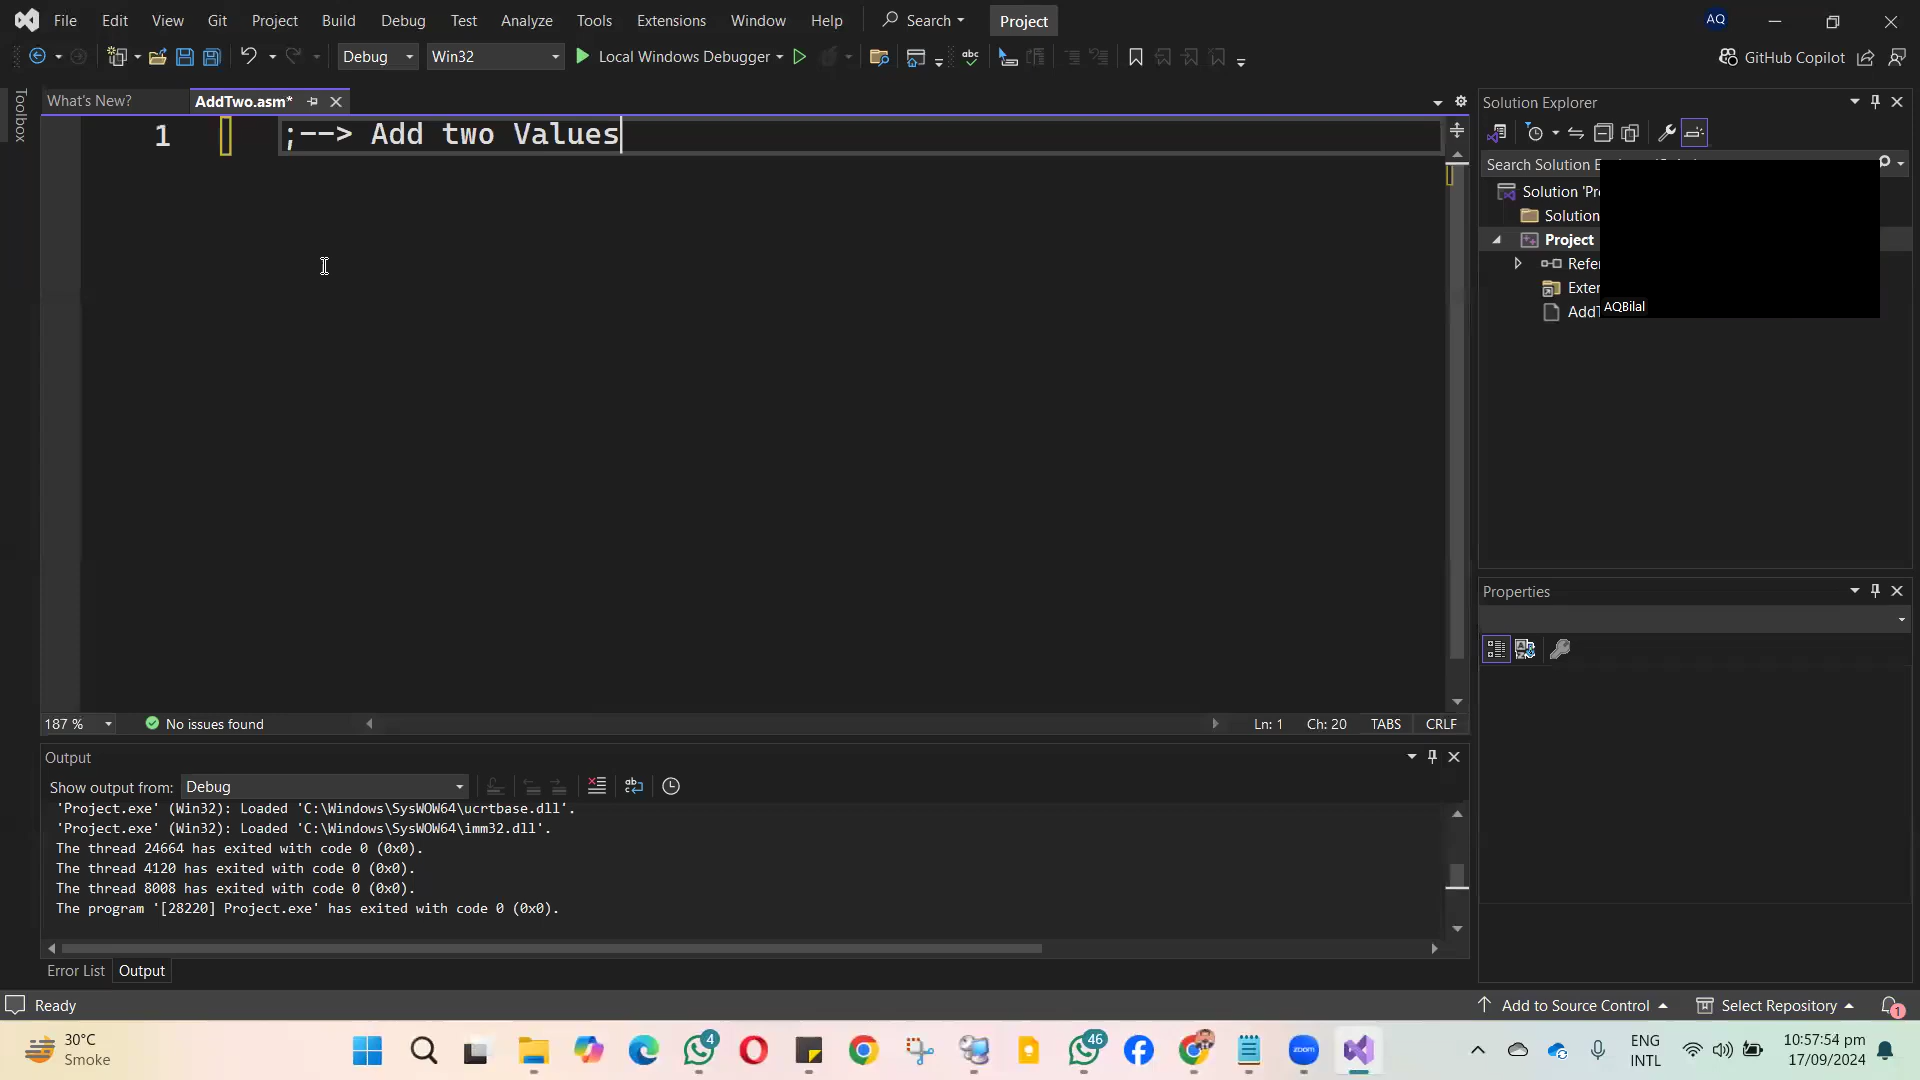 File Edit View Git Project Build Debug Test Analyze Tools Extensions Window Help Search Project AQ
Debug Win32 Local Windows Debugger GitHub Copilot
Toolbox
What's New? AddTwo.asm*
1 ;--> Add two Values
187 % No issues found Ln: 1 Ch: 20 TABS CRLF
Solution Explorer
Search Solution E
Solution 'Pr
Solution
Project
Refe
Exter
AddT
AQBilal
Properties
Output
Show output from: Debug
'Project.exe' (Win32): Loaded 'C:\Windows\SysWOW64\ucrtbase.dll'.
'Project.exe' (Win32): Loaded 'C:\Windows\SysWOW64\imm32.dll'.
The thread 24664 has exited with code 0 (0x0).
The thread 4120 has exited with code 0 (0x0).
The thread 8008 has exited with code 0 (0x0).
The program '[28220] Project.exe' has exited with code 0 (0x0).
Error List Output
Ready Add to Source Control Select Repository 1
30°C
Smoke
4
46
zoom
ENG
INTL
10:57:54 pm
17/09/2024